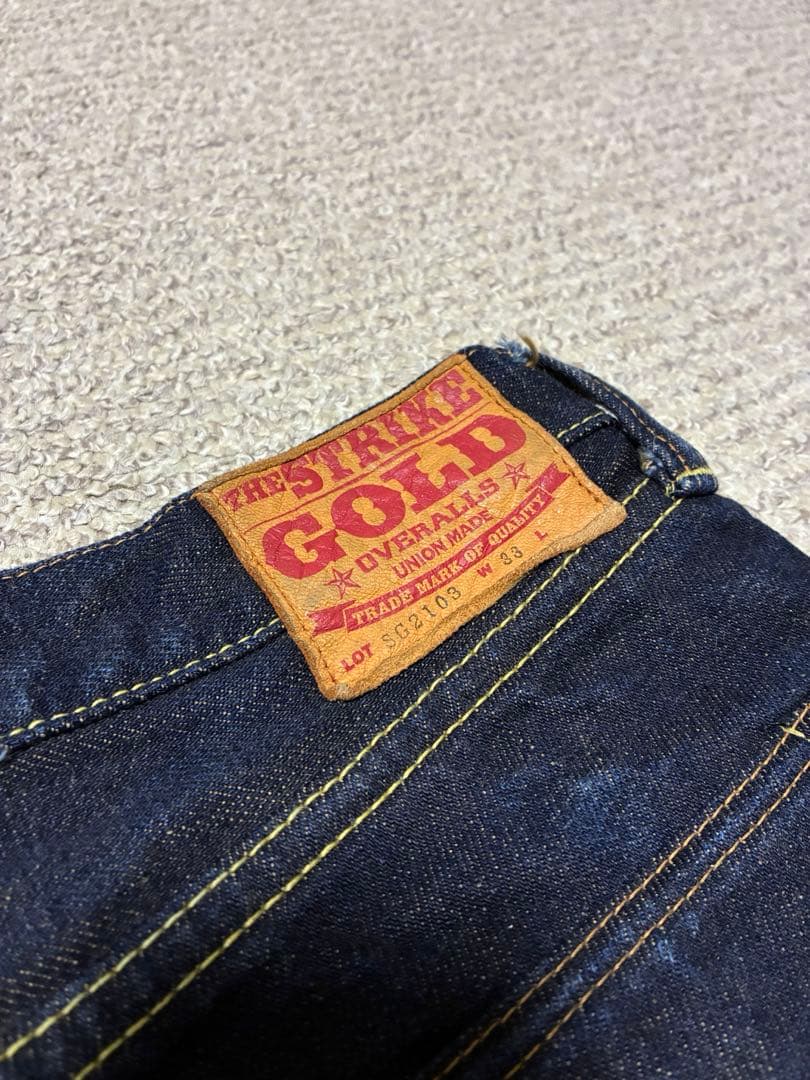 THE STRIKE
GOLD
OVERALLS
UNION MADE
TRADE MARK OF QUALITY
LOT SG2103 W 33 L